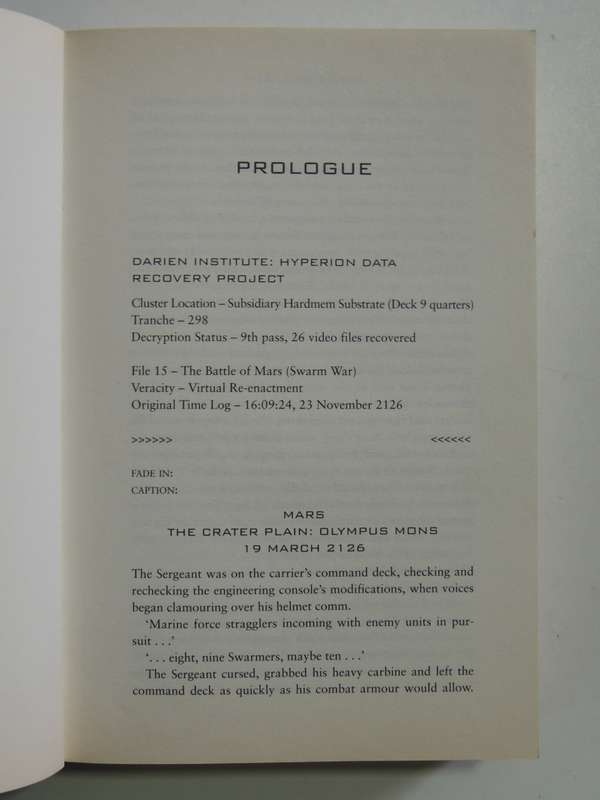 PROLOGUE
DARIEN INSTITUTE: HYPERION DATA
RECOVERY PROJECT
Cluster Location – Subsidiary Hardmem Substrate (Deck 9 quarters)
Tranche – 298
Decryption Status – 9th pass, 26 video files recovered
File 15 – The Battle of Mars (Swarm War)
Veracity – Virtual Re-enactment
Original Time Log – 16:09:24, 23 November 2126
>>>>>> <<<<<<
FADE IN:
CAPTION:
MARS
THE CRATER PLAIN: OLYMPUS MONS
19 MARCH 2126
The Sergeant was on the carrier's command deck, checking and
rechecking the engineering console's modifications, when voices
began clamouring over his helmet comm.
'Marine force stragglers incoming with enemy units in pur-
suit . . .'
'. . . eight, nine Swarmers, maybe ten . . .'
The Sergeant cursed, grabbed his heavy carbine and left the
command deck as quickly as his combat armour would allow.